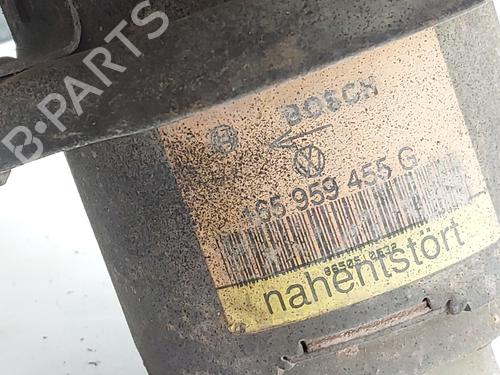 BOSCH
165 959 455 G
nahentstört
B-PARTS